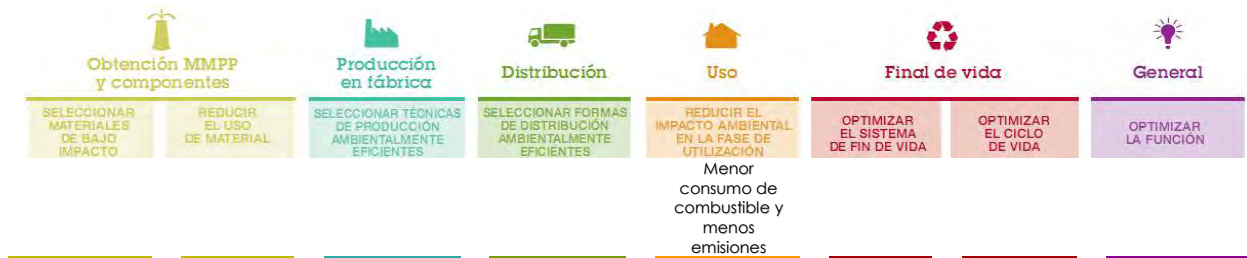 Obtención MMPP
y componentes
Producción
en fábrica
Distribución
Uso
Final de vida
General
SELECCIONAR
MATERIALES
DE BAJO
IMPACTO
REDUCIR
EL USO
DE MATERIAL
SELECCIONAR TÉCNICAS
DE PRODUCCIÓN
AMBIENTALMENTE
EFICIENTES
SELECCIONAR FORMAS
DE DISTRIBUCIÓN
AMBIENTALMENTE
EFICIENTES
REDUCIR EL
IMPACTO AMBIENTAL
EN LA FASE DE
UTILIZACIÓN
OPTIMIZAR
EL SISTEMA
DE FIN DE VIDA
OPTIMIZAR
EL CICLO
DE VIDA
OPTIMIZAR
LA FUNCIÓN
Menor
consumo de
combustible y
menos
emisiones